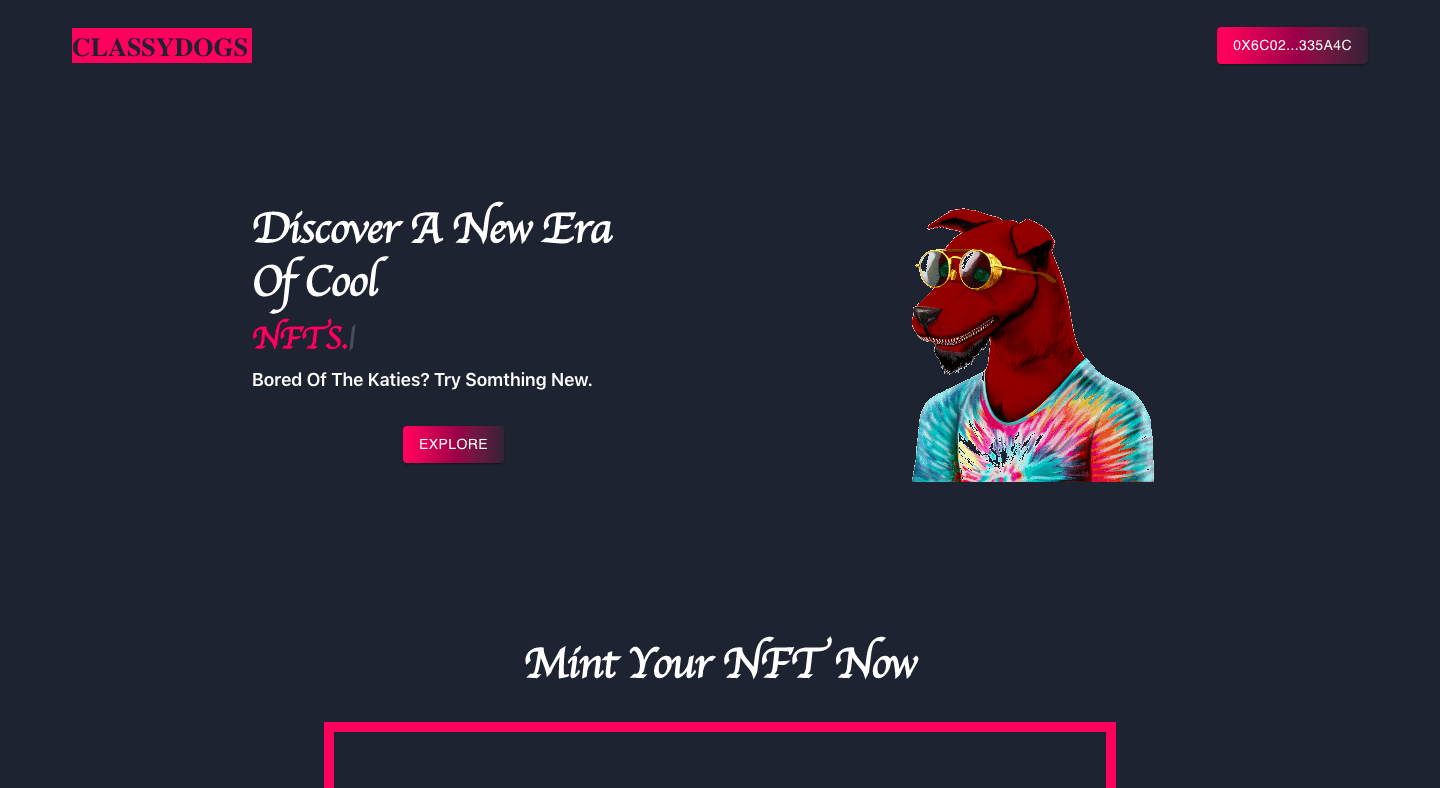 CLASSYDOGS
0X6C02...335A4C
Discover A New Era
Of Cool
NFTS.
Bored Of The Katies? Try Somthing New.
EXPLORE
Mint Your NFT Now